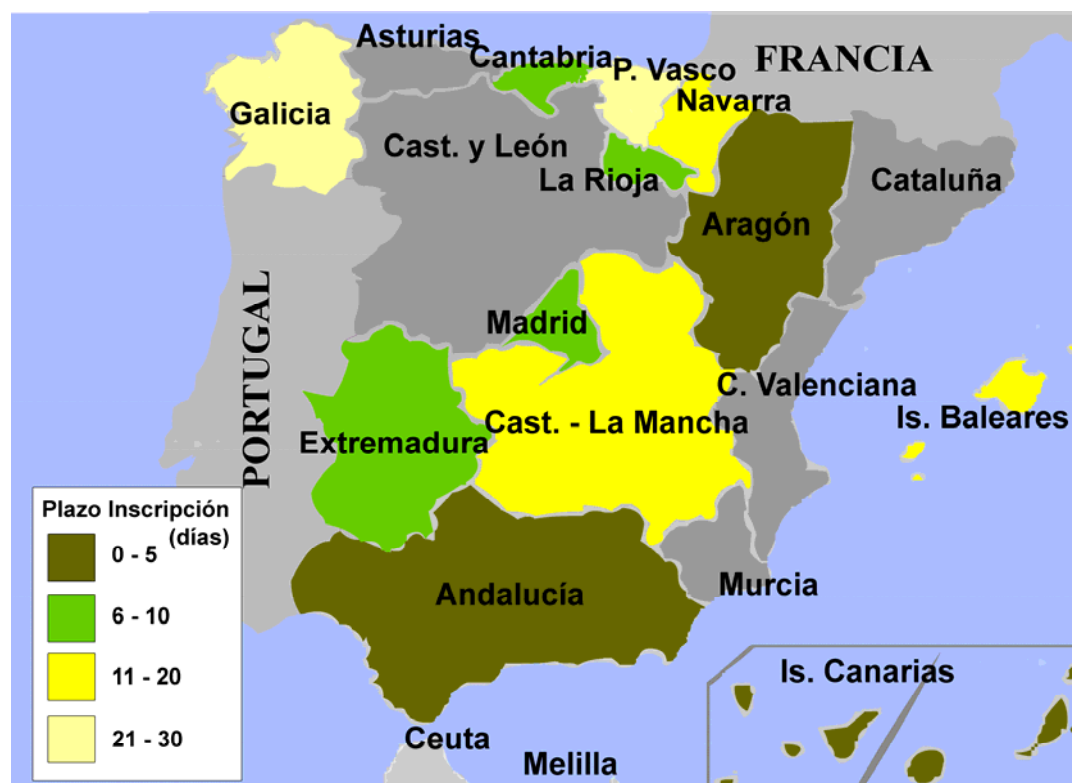 Asturias
Cantabria
P. Vasco
FRANCIA
Navarra
Galicia
Cast. y León
La Rioja
Cataluña
Aragón
PORTUGAL
Madrid
C. Valenciana
Is. Baleares
Cast. - La Mancha
Extremadura
Plazo Inscripción
(días)
0 - 5
6 - 10
11 - 20
21 - 30
Andalucía
Murcia
Is. Canarias
Ceuta
Melilla